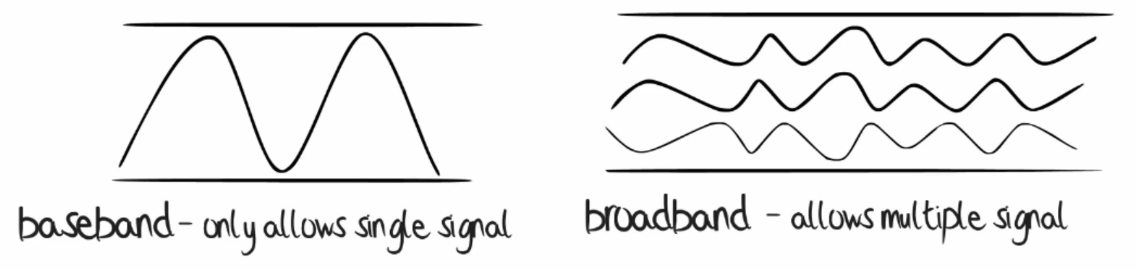 baseband - only allows single signal
broadband - allows multiple signal